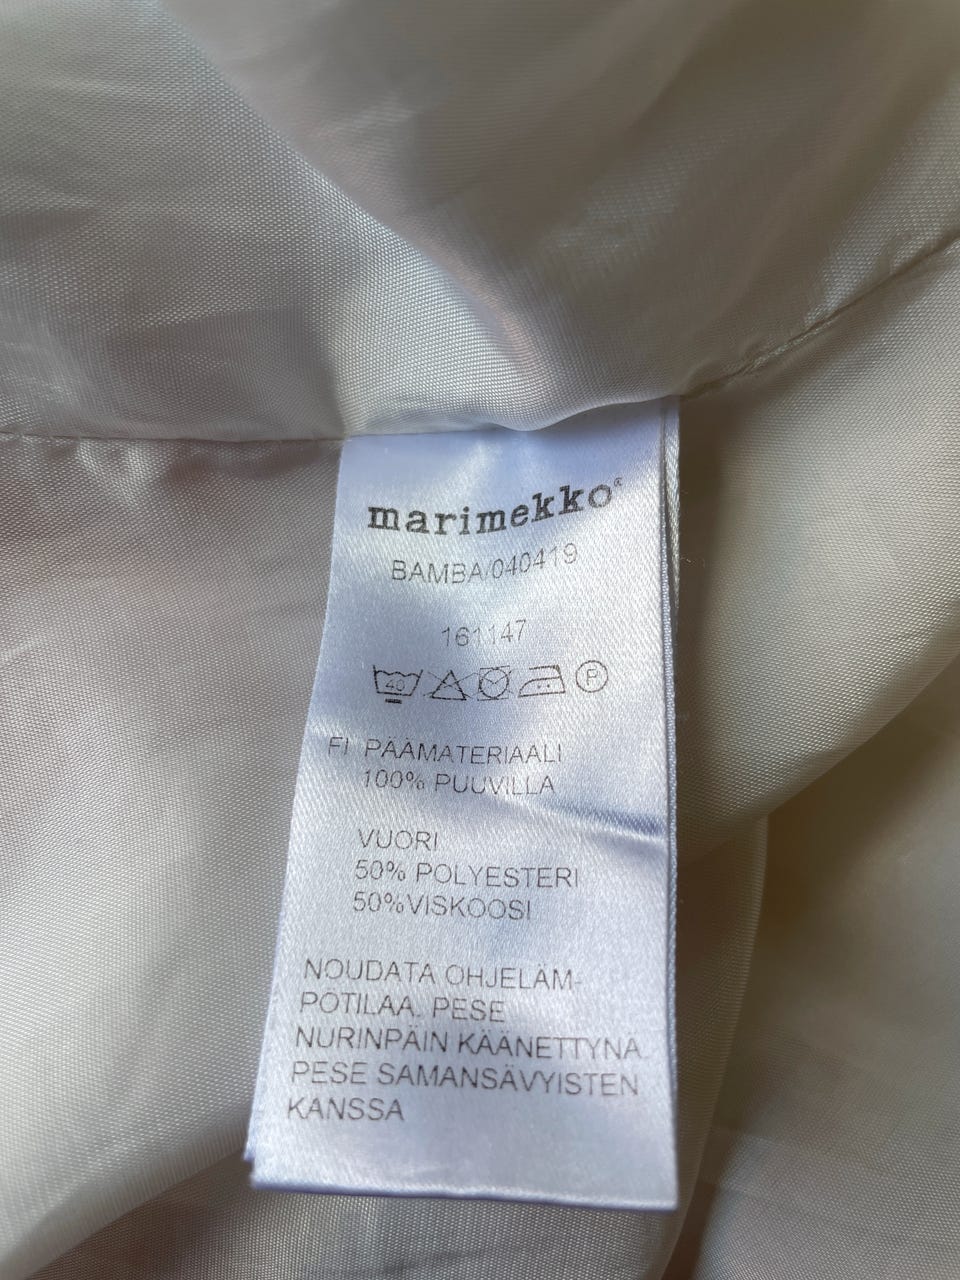 marimekko®
BAMBA/040419
161147
40 P
FI PÄÄMATERIAALI
100% PUUVILLA
VUORI
50% POLYESTERI
50%VISKOOSI
NOUDATA OHJELÄM-
PÖTILAA. PESE
NURINPÄIN KÄÄNETTYNÄ.
PESE SAMANSÄVYISTEN
KANSSA